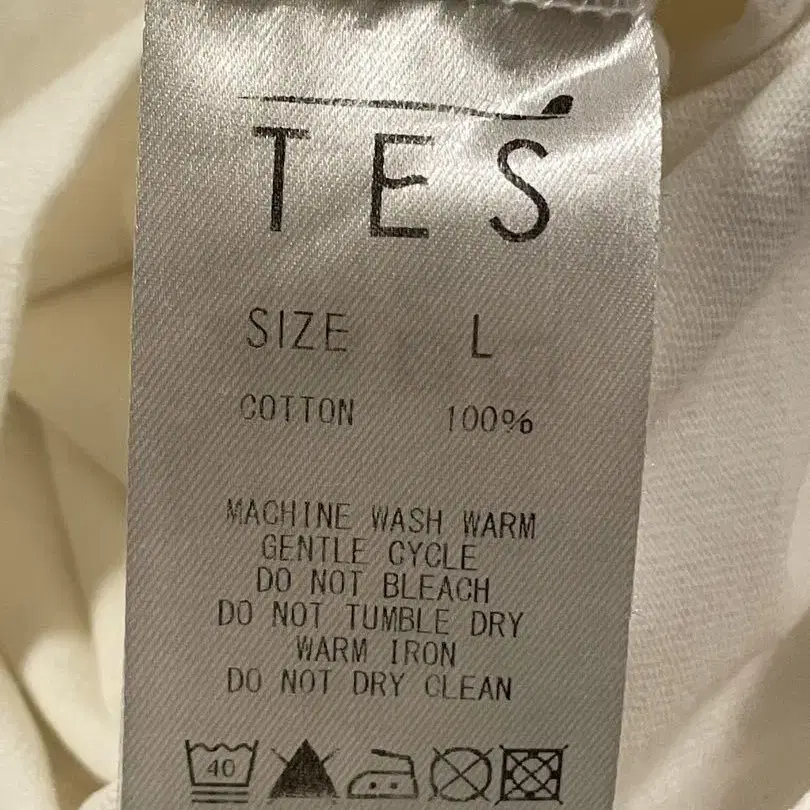 TES
SIZE L
COTTON 100%
MACHINE WASH WARM
GENTLE CYCLE
DO NOT BLEACH
DO NOT TUMBLE DRY
WARM IRON
DO NOT DRY CLEAN
40